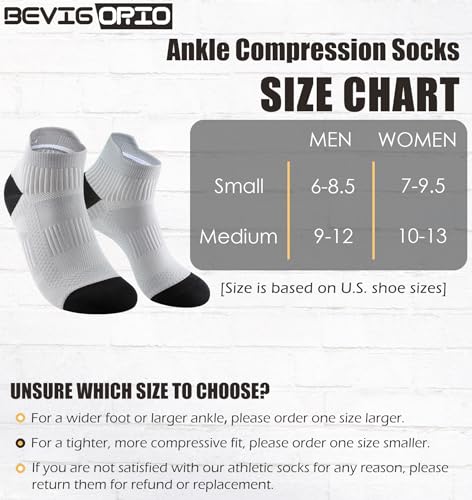 BEVIGORIO
Ankle Compression Socks
SIZE CHART
MEN WOMEN
Small 6-8.5 7-9.5
Medium 9-12 10-13
[Size is based on U.S. shoe sizes]
UNSURE WHICH SIZE TO CHOOSE?
For a wider foot or larger ankle, please order one size larger.
For a tighter, more compressive fit, please order one size smaller.
If you are not satisfied with our athletic socks for any reason, please
return them for refund or replacement.